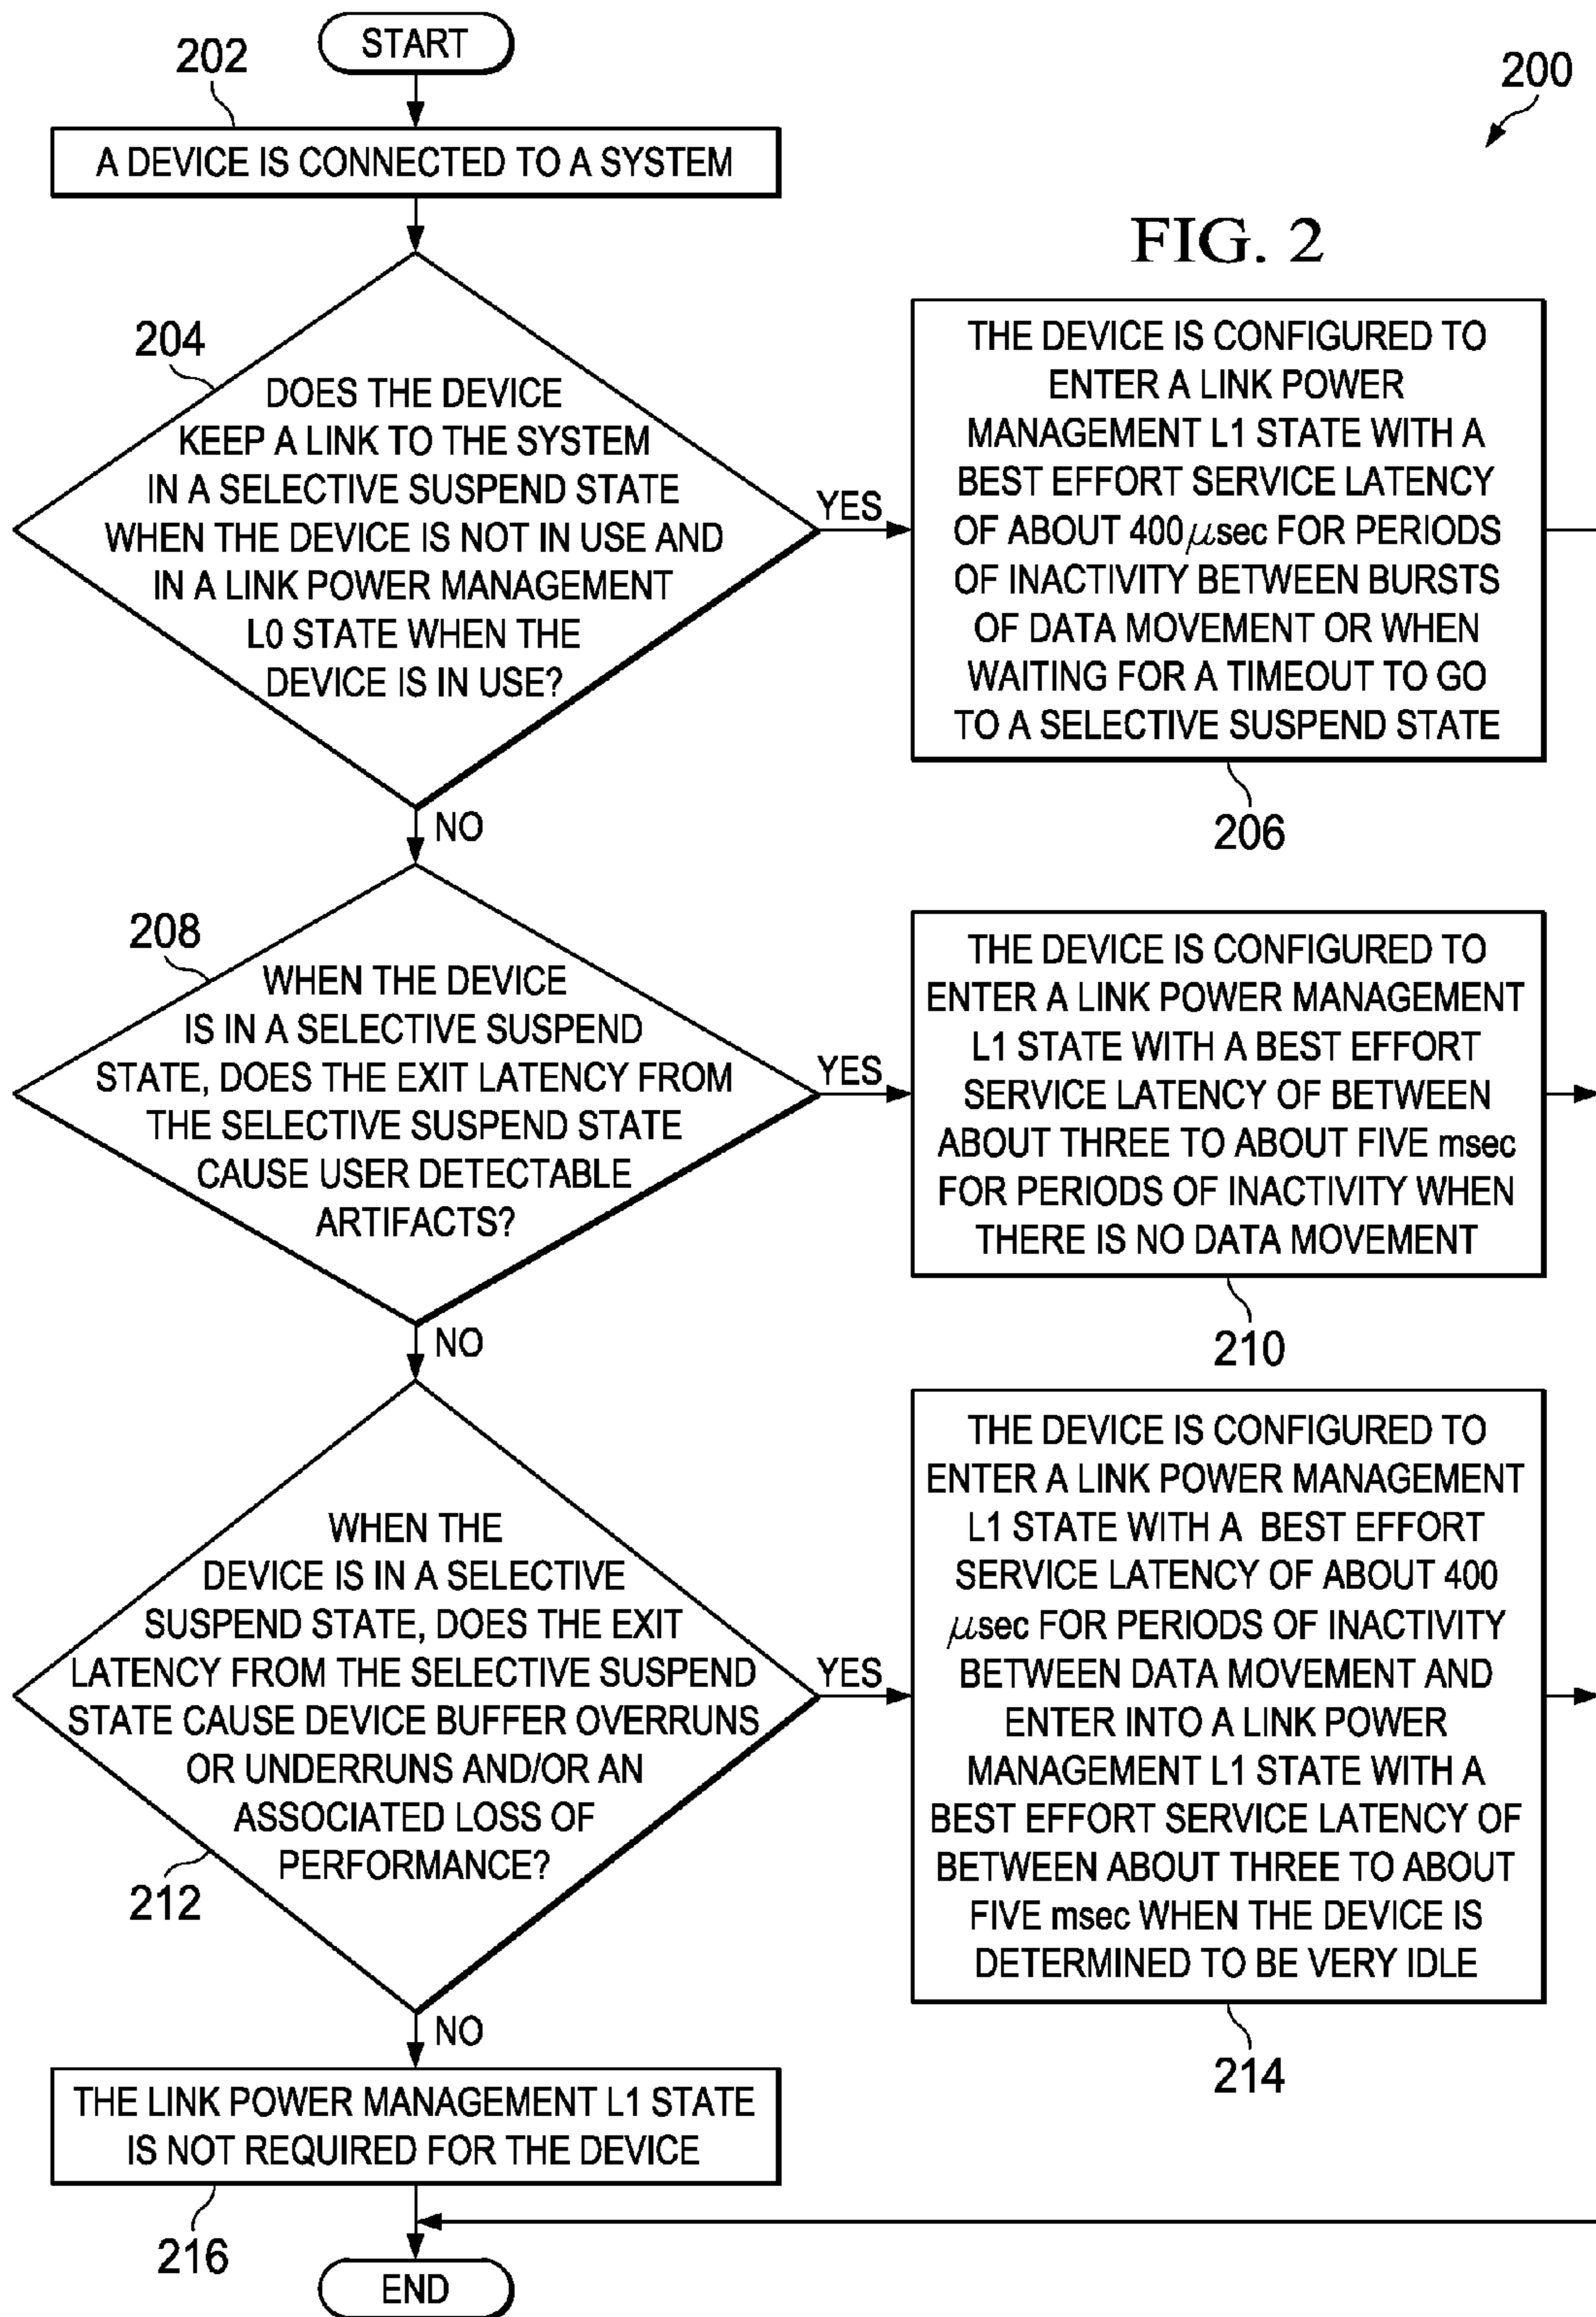 START
202
200
A DEVICE IS CONNECTED TO A SYSTEM
FIG. 2
204
DOES THE DEVICE
KEEP A LINK TO THE SYSTEM
IN A SELECTIVE SUSPEND STATE
WHEN THE DEVICE IS NOT IN USE AND
IN A LINK POWER MANAGEMENT
L0 STATE WHEN THE
DEVICE IS IN USE?
YES
NO
THE DEVICE IS CONFIGURED TO
ENTER A LINK POWER
MANAGEMENT L1 STATE WITH A
BEST EFFORT SERVICE LATENCY
OF ABOUT 400 μsec FOR PERIODS
OF INACTIVITY BETWEEN BURSTS
OF DATA MOVEMENT OR WHEN
WAITING FOR A TIMEOUT TO GO
TO A SELECTIVE SUSPEND STATE
206
208
WHEN THE DEVICE
IS IN A SELECTIVE SUSPEND
STATE, DOES THE EXIT LATENCY FROM
THE SELECTIVE SUSPEND STATE
CAUSE USER DETECTABLE
ARTIFACTS?
YES
NO
THE DEVICE IS CONFIGURED TO
ENTER A LINK POWER MANAGEMENT
L1 STATE WITH A BEST EFFORT
SERVICE LATENCY OF BETWEEN
ABOUT THREE TO ABOUT FIVE msec
FOR PERIODS OF INACTIVITY WHEN
THERE IS NO DATA MOVEMENT
210
WHEN THE
DEVICE IS IN A SELECTIVE
SUSPEND STATE, DOES THE EXIT
LATENCY FROM THE SELECTIVE SUSPEND
STATE CAUSE DEVICE BUFFER OVERRUNS
OR UNDERRUNS AND/OR AN
ASSOCIATED LOSS OF
PERFORMANCE?
212
YES
NO
THE DEVICE IS CONFIGURED TO
ENTER A LINK POWER MANAGEMENT
L1 STATE WITH A BEST EFFORT
SERVICE LATENCY OF ABOUT 400
μsec FOR PERIODS OF INACTIVITY
BETWEEN DATA MOVEMENT AND
ENTER INTO A LINK POWER
MANAGEMENT L1 STATE WITH A
BEST EFFORT SERVICE LATENCY OF
BETWEEN ABOUT THREE TO ABOUT
FIVE msec WHEN THE DEVICE IS
DETERMINED TO BE VERY IDLE
214
THE LINK POWER MANAGEMENT L1 STATE
IS NOT REQUIRED FOR THE DEVICE
216
END